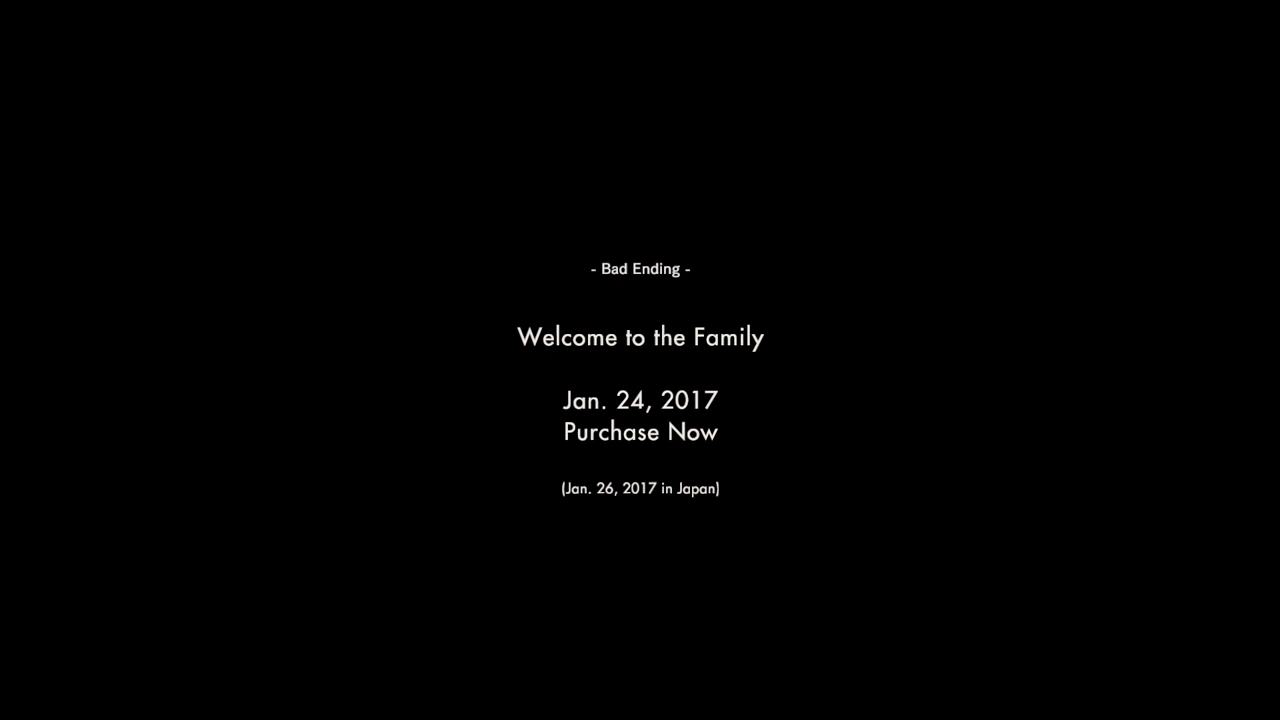 - Bad Ending -
Welcome to the Family
Jan. 24, 2017
Purchase Now
(Jan. 26, 2017 in Japan)